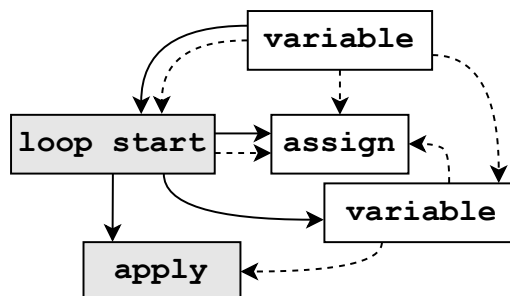 variable
loop start
assign
variable
apply